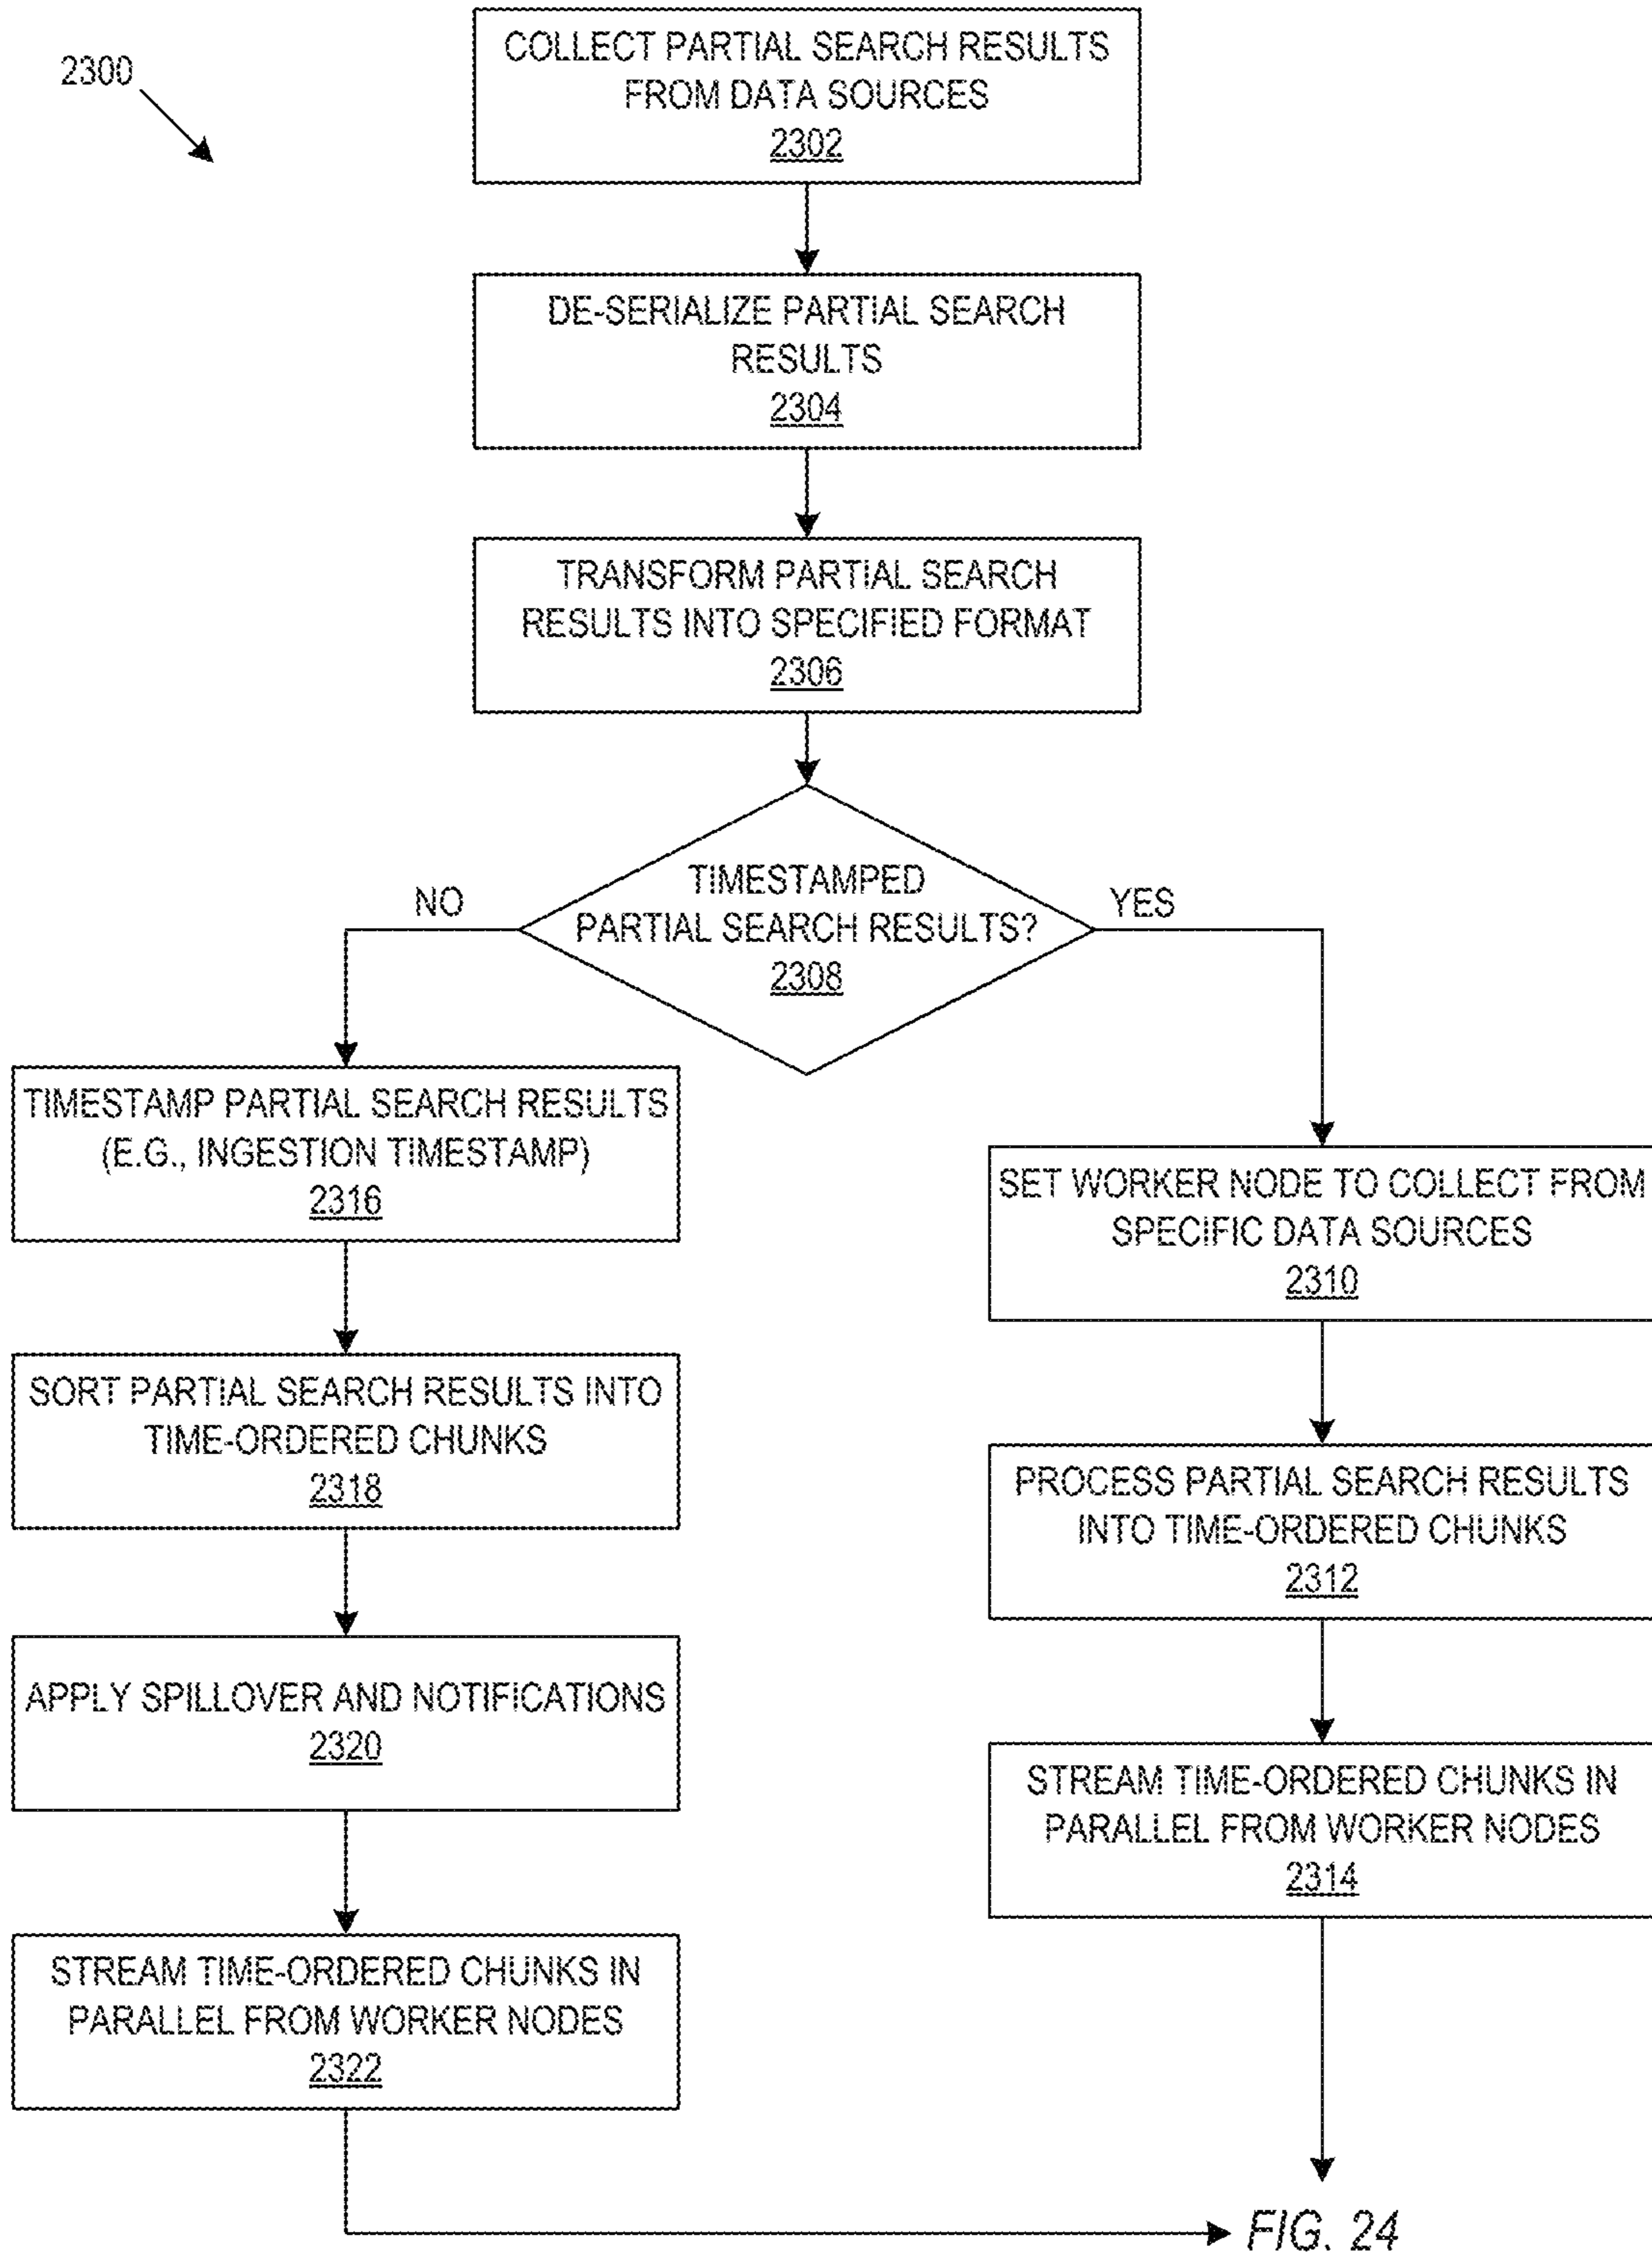 2300
COLLECT PARTIAL SEARCH RESULTS
FROM DATA SOURCES
2302
DE-SERIALIZE PARTIAL SEARCH
RESULTS
2304
TRANSFORM PARTIAL SEARCH
RESULTS INTO SPECIFIED FORMAT
2306
TIMESTAMPED
PARTIAL SEARCH RESULTS?
2308
NO
YES
TIMESTAMP PARTIAL SEARCH RESULTS
(E.G., INGESTION TIMESTAMP)
2316
SORT PARTIAL SEARCH RESULTS INTO
TIME-ORDERED CHUNKS
2318
APPLY SPILLOVER AND NOTIFICATIONS
2320
STREAM TIME-ORDERED CHUNKS IN
PARALLEL FROM WORKER NODES
2322
SET WORKER NODE TO COLLECT FROM
SPECIFIC DATA SOURCES
2310
PROCESS PARTIAL SEARCH RESULTS
INTO TIME-ORDERED CHUNKS
2312
STREAM TIME-ORDERED CHUNKS IN
PARALLEL FROM WORKER NODES
2314
FIG. 24